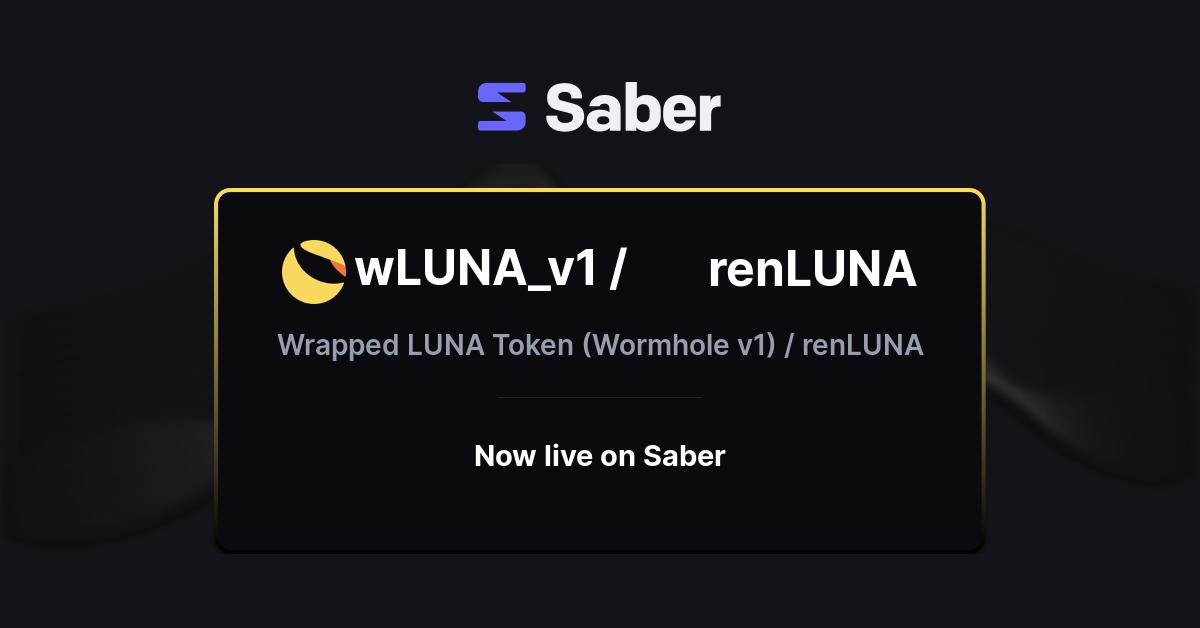 Saber
wLUNA_v1 / renLUNA
Wrapped LUNA Token (Wormhole v1) / renLUNA
Now live on Saber